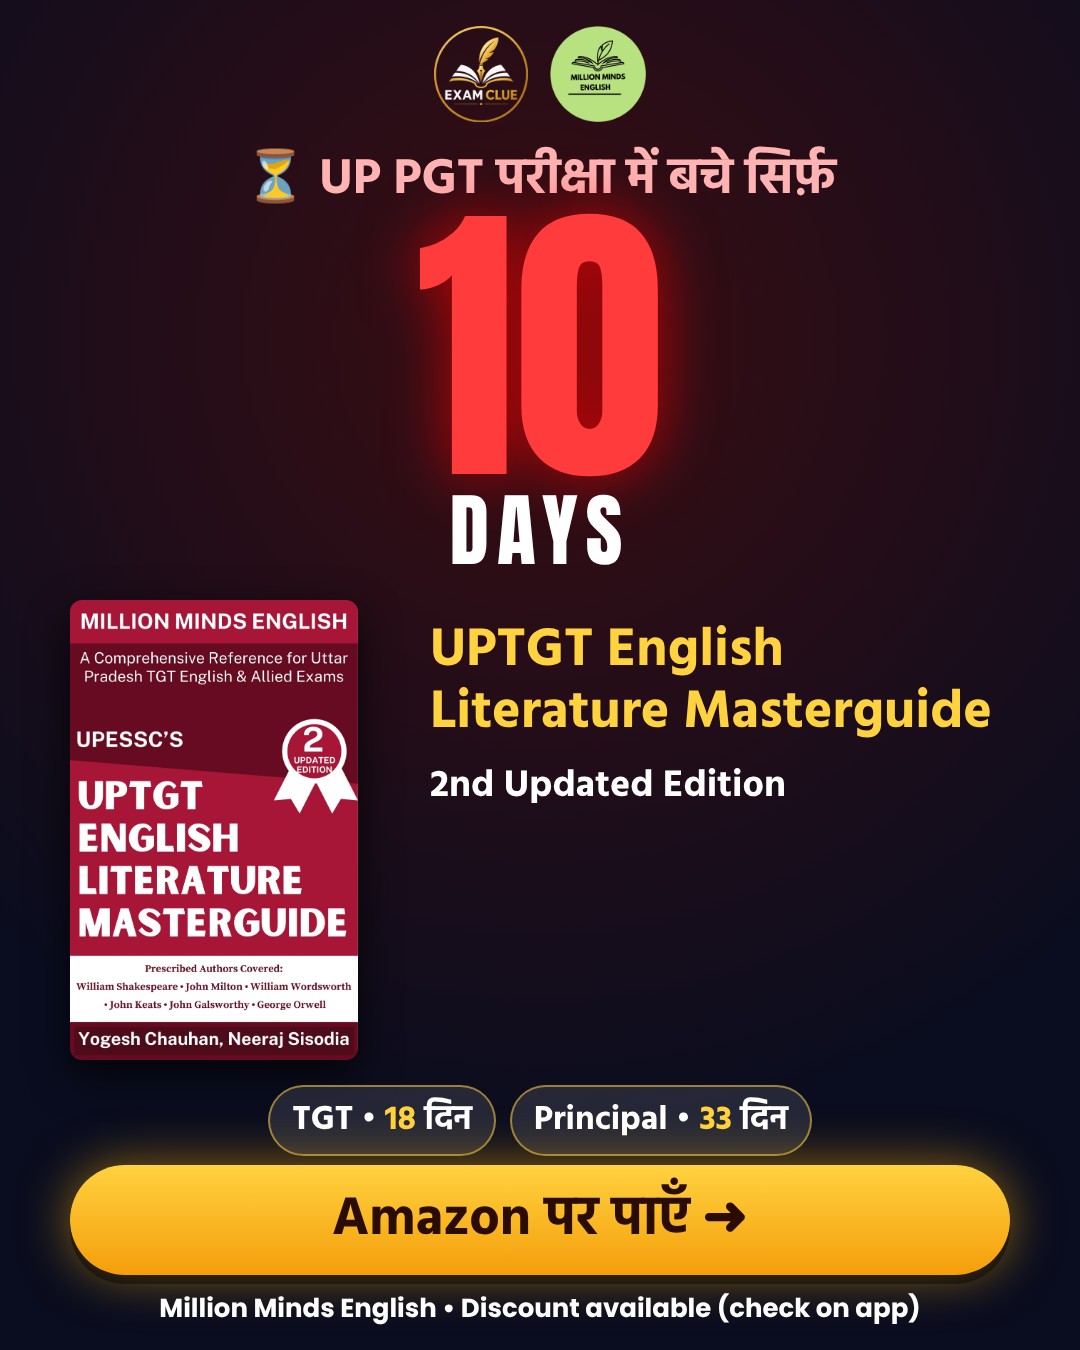 EXAM CLUE
MILLION MINDS
ENGLISH
⏳ UP PGT परीक्षा में बचे सिर्फ़
10
DAYS
MILLION MINDS ENGLISH
A Comprehensive Reference for Uttar
Pradesh TGT English & Allied Exams
UPESSC'S
2
UPDATED
EDITION
UPTGT
ENGLISH
LITERATURE
MASTERGUIDE
Prescribed Authors Covered:
William Shakespeare • John Milton • William Wordsworth
• John Keats • John Galsworthy • George Orwell
Yogesh Chauhan, Neeraj Sisodia
UPTGT English
Literature Masterguide
2nd Updated Edition
TGT • 18 दिन
Principal • 33 दिन
Amazon पर पाएँ ➜
Million Minds English • Discount available (check on app)